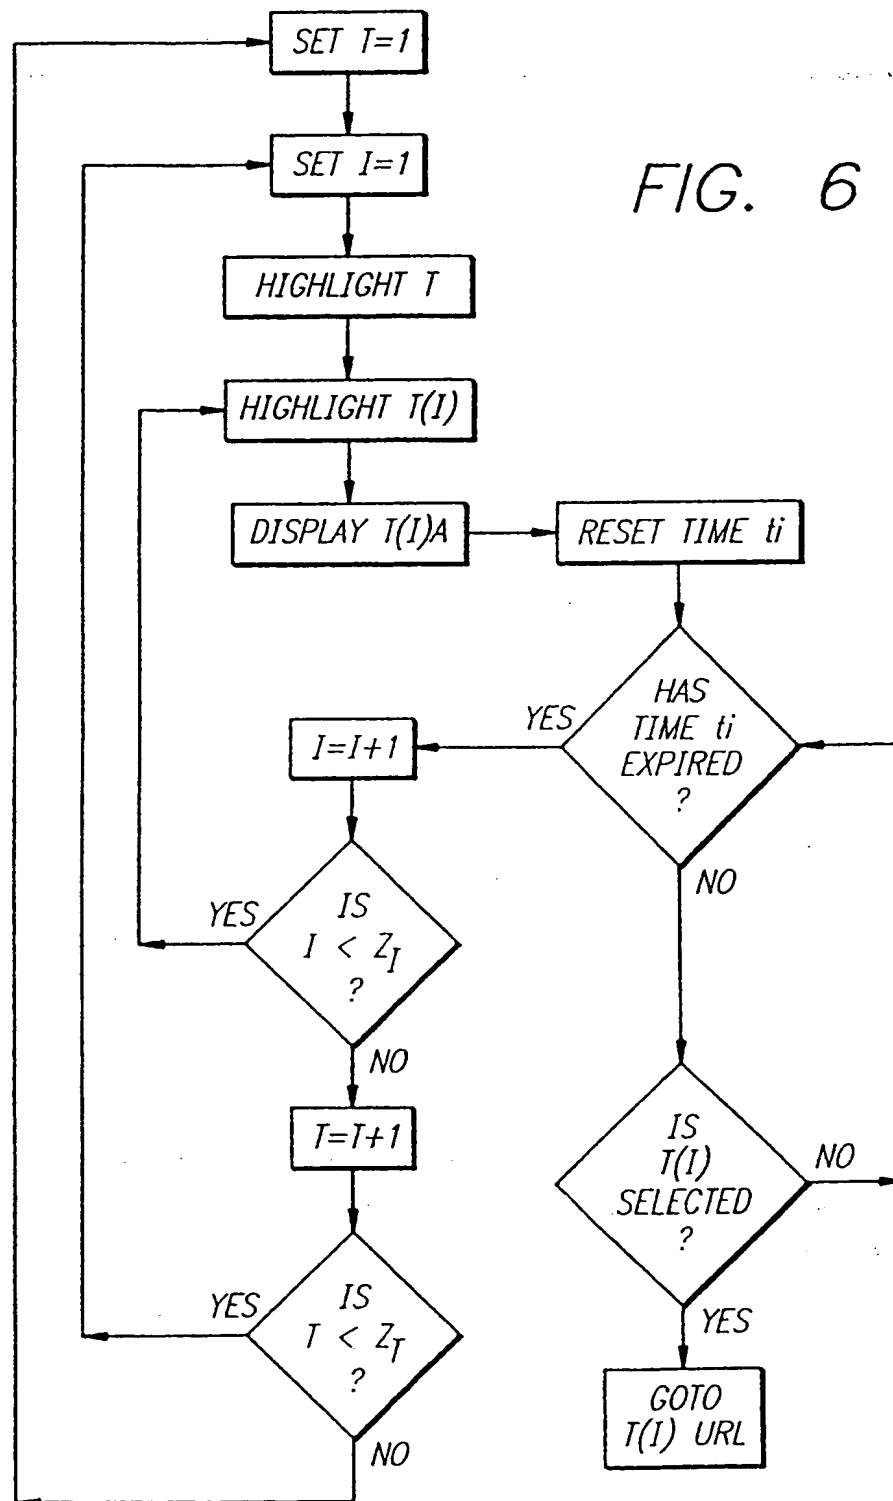 SET T=1
SET I=1
FIG. 6
HIGHLIGHT T
HIGHLIGHT T(I)
DISPLAY T(I)A
RESET TIME ti
HAS
TIME ti
EXPIRED
?
YES
NO
I=I+1
IS
I < Z_I
?
YES
NO
T=T+1
IS
T(I)
SELECTED
?
NO
YES
IS
T < Z_T
?
YES
NO
GOTO
T(I) URL